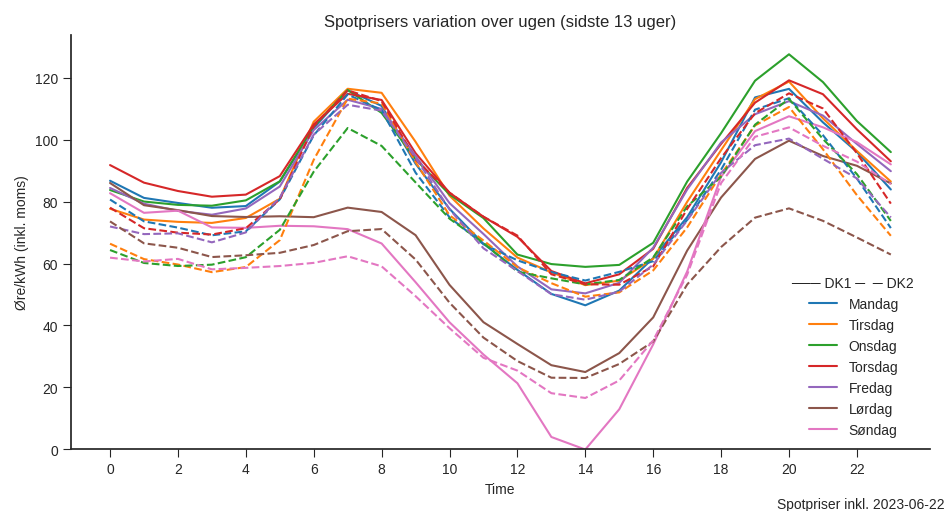 Spotprisers variation over ugen (sidste 13 uger)
Øre/kWh (inkl. moms)
120
100
80
60
40
20
0
DK1 DK2
Mandag
Tirsdag
Onsdag
Torsdag
Fredag
Lørdag
Søndag
0 2 4 6 8 10 12 14 16 18 20 22
Time
Spotpriser inkl. 2023-06-22